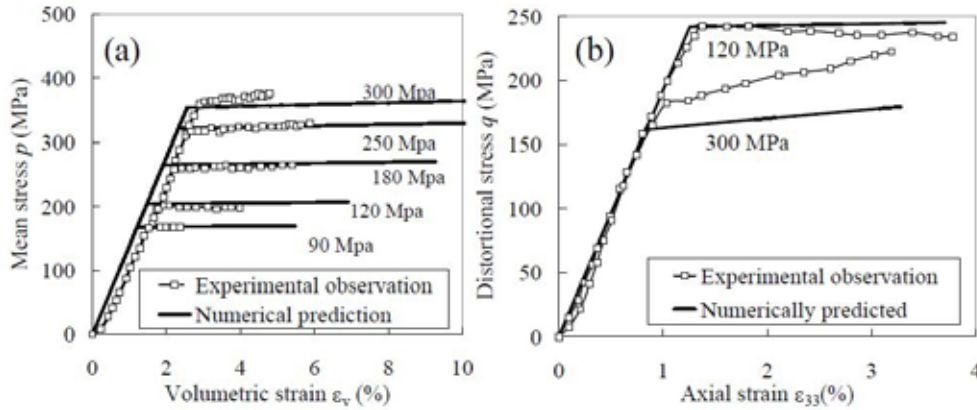 (a)
Mean stress p (MPa)
500
400
300
200
100
0
300 Mpa
250 Mpa
180 Mpa
120 Mpa
90 Mpa
Experimental observation
Numerical prediction
0 2 4 6 8 10
Volumetric strain εv (%)
(b)
Distortional stress q (MPa)
250
200
150
100
50
0
120 MPa
300 MPa
Experimental observation
Numerically predicted
0 1 2 3 4
Axial strain ε33(%)